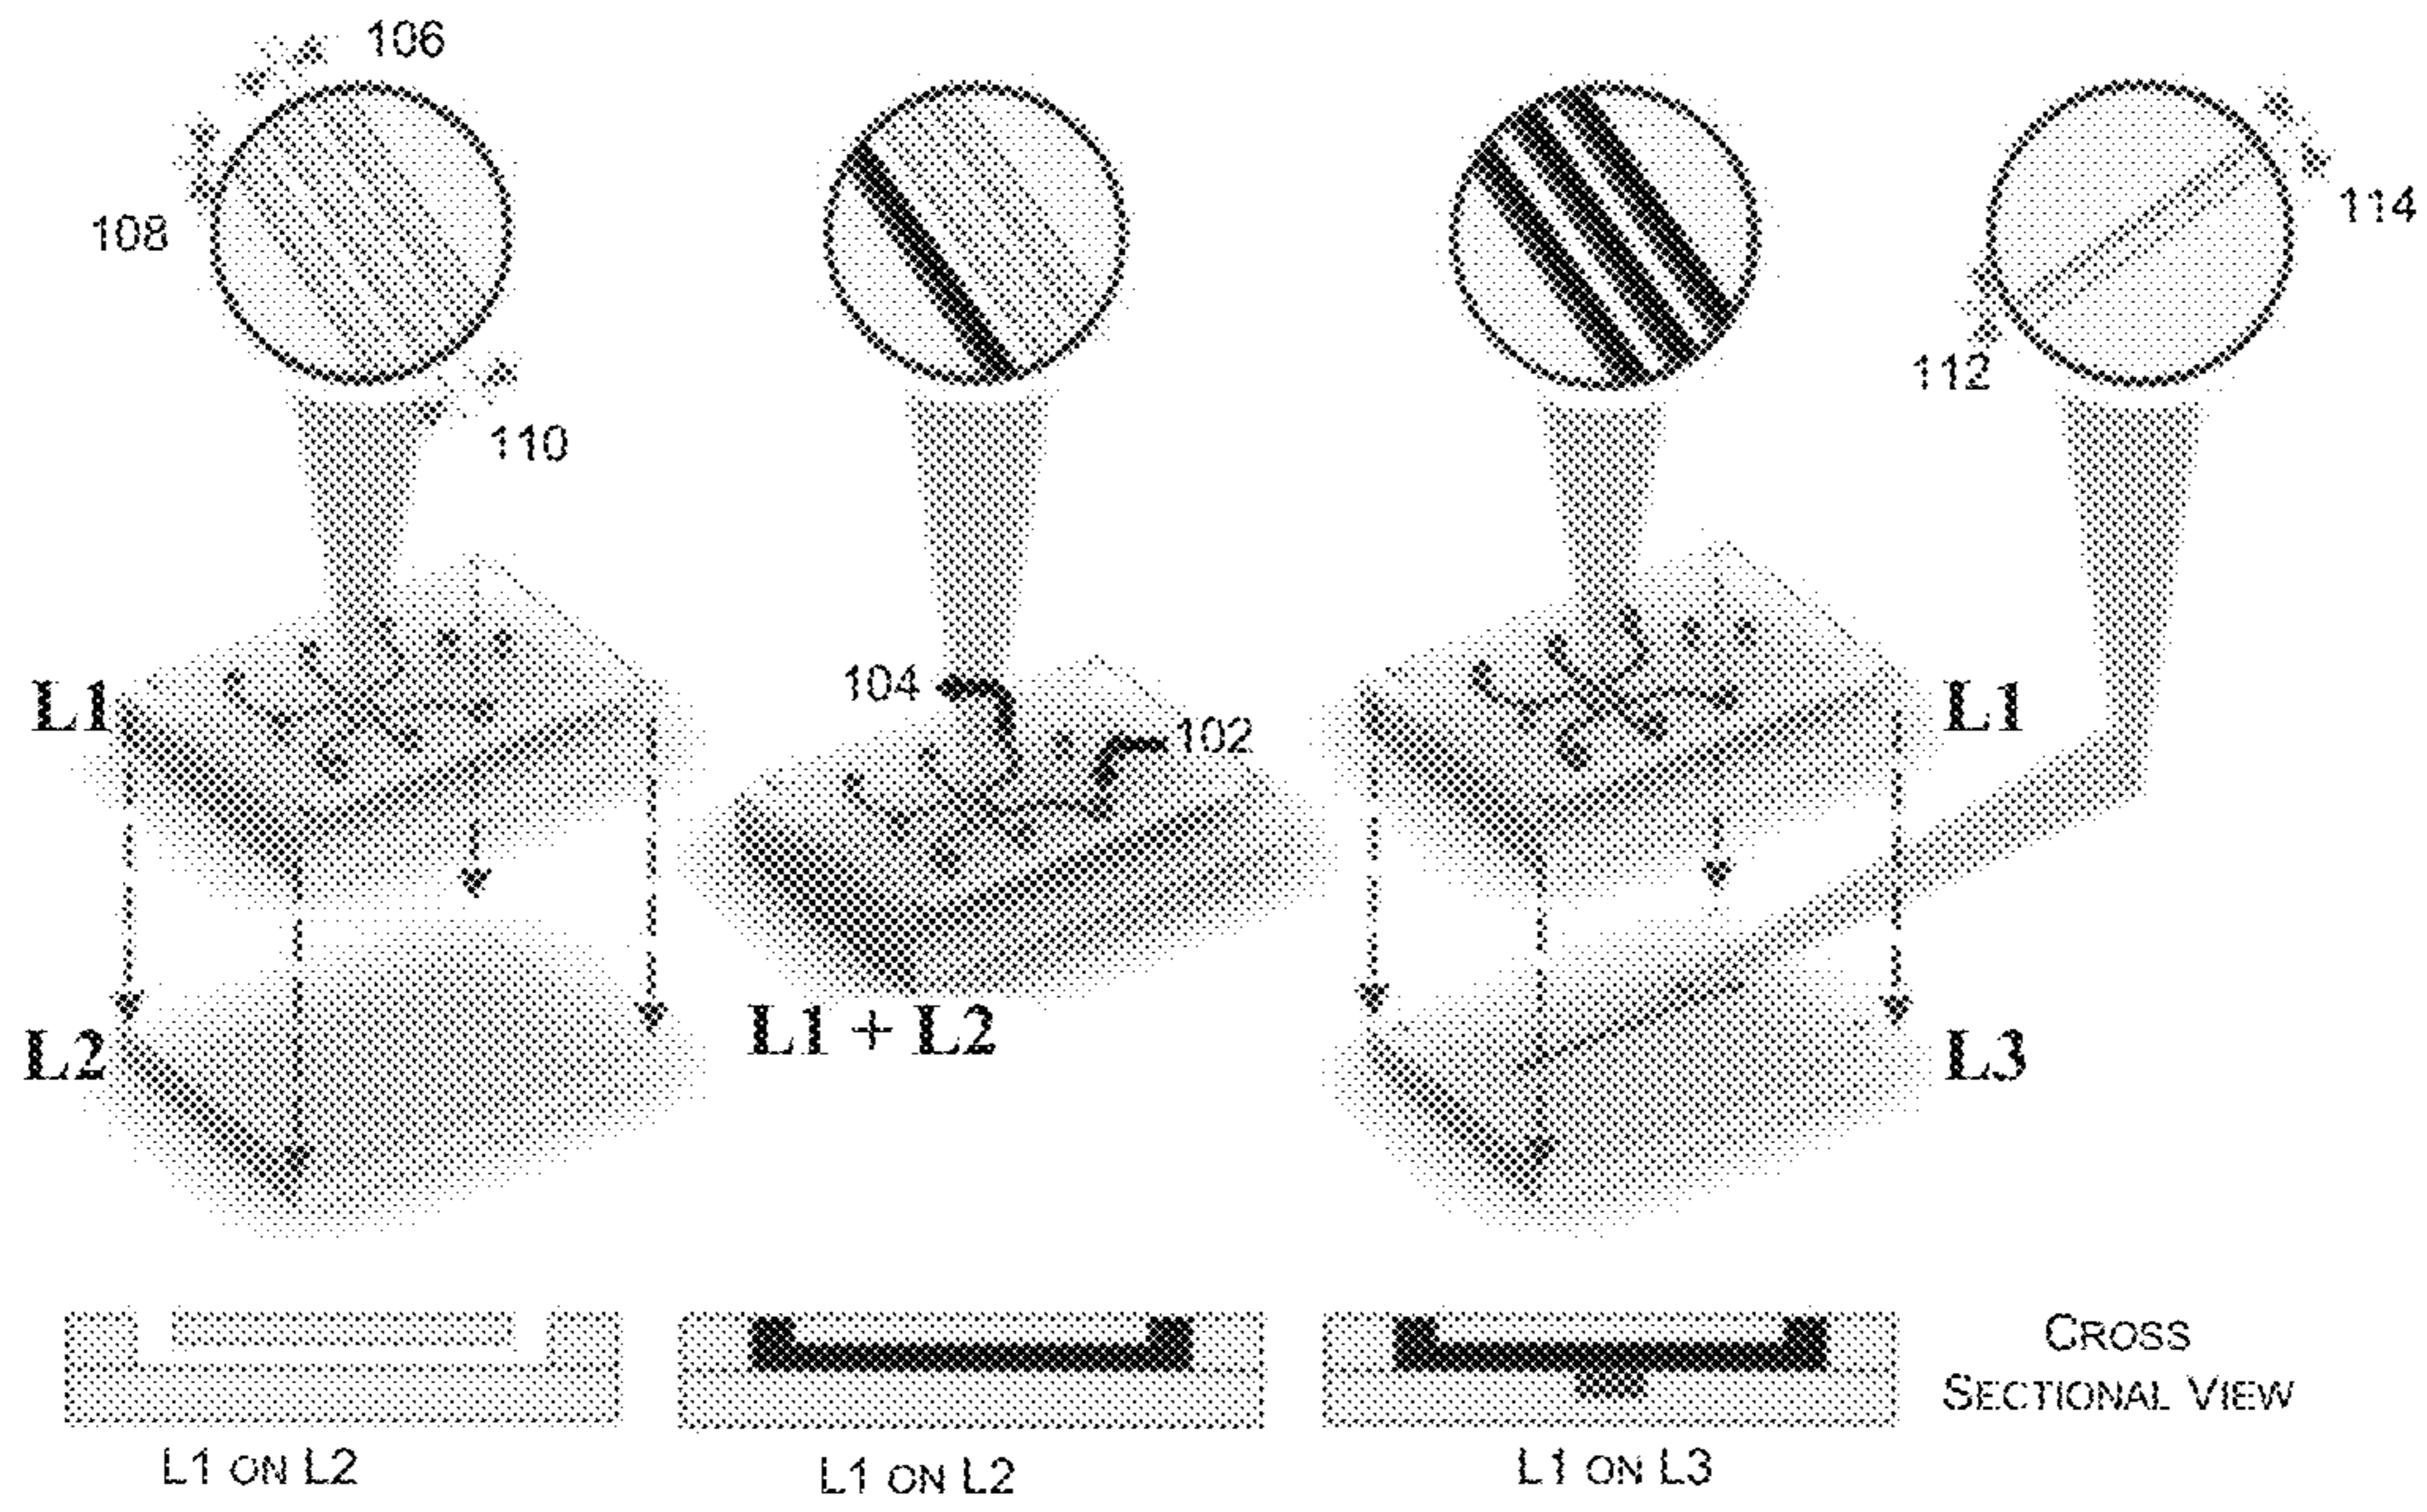 106
108
110
114
112
104
102
L1
L1
L2
L1 + L2
L3
L1 ON L2
L1 ON L2
L1 ON L3
CROSS
SECTIONAL VIEW